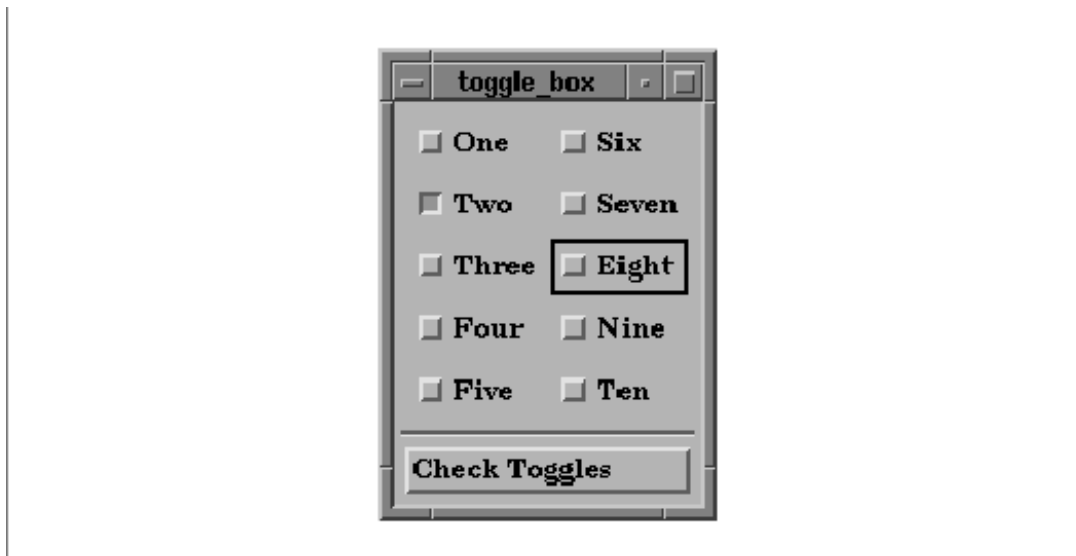 toggle_box
One
Two
Three
Four
Five
Six
Seven
Eight
Nine
Ten
Check Toggles